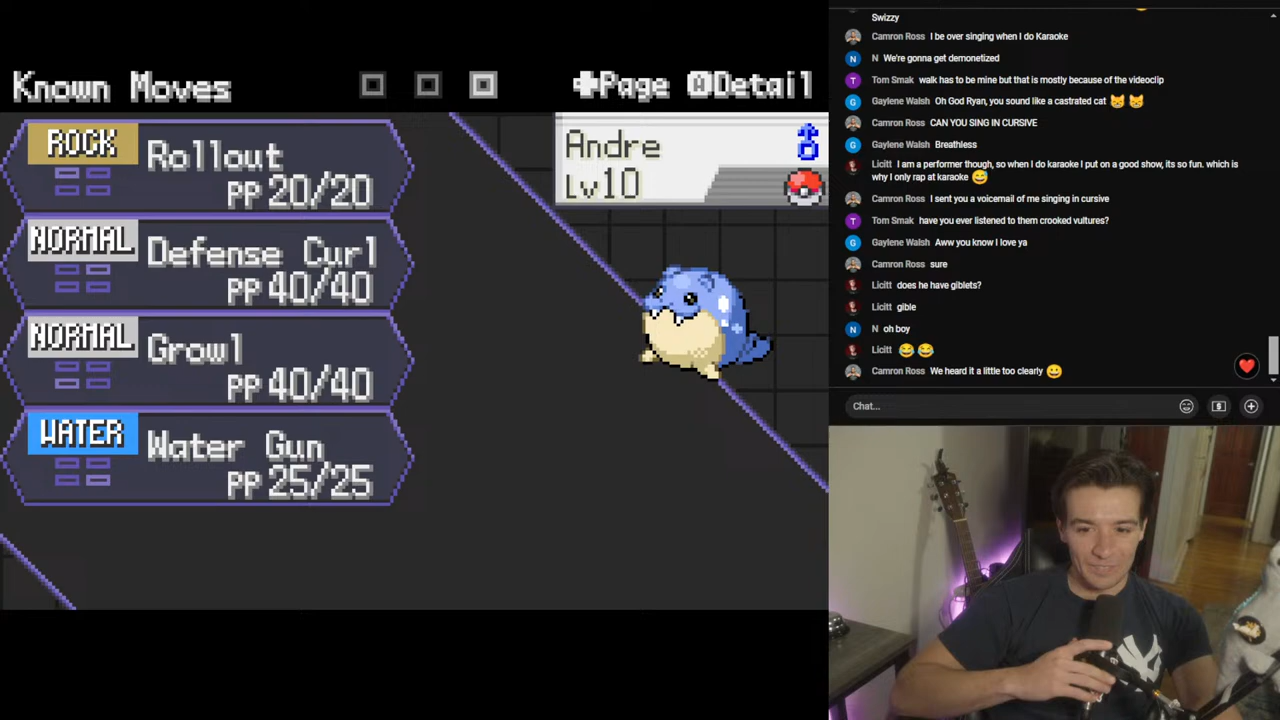 Known Moves
Page
N Detail
ROCK
Rollout
PP 20/20
NORMAL
Defense Curl
PP 40/40
NORMAL
Growl
PP 40/40
WATER
Water Gun
PP 25/25
Andre
Lv10
Swizzy
Camron Ross I be over singing when I do Karaoke
N N We're gonna get demonetized
T Tom Smak walk has to be mine but that is mostly because of the videoclip
G Gaylene Walsh Oh God Ryan, you sound like a castrated cat 😼 😼
Camron Ross CAN YOU SING IN CURSIVE
G Gaylene Walsh Breathless
Licitt I am a performer though, so when I do karaoke I put on a good show, its so fun. which is
why I only rap at karaoke 😅
Camron Ross I sent you a voicemail of me singing in cursive
T Tom Smak have you ever listened to them crooked vultures?
G Gaylene Walsh Aww you know I love ya
Camron Ross sure
Licitt does he have giblets?
Licitt gible
N N oh boy
Licitt 😂 😂
Camron Ross We heard it a little too clearly 😀
Chat...